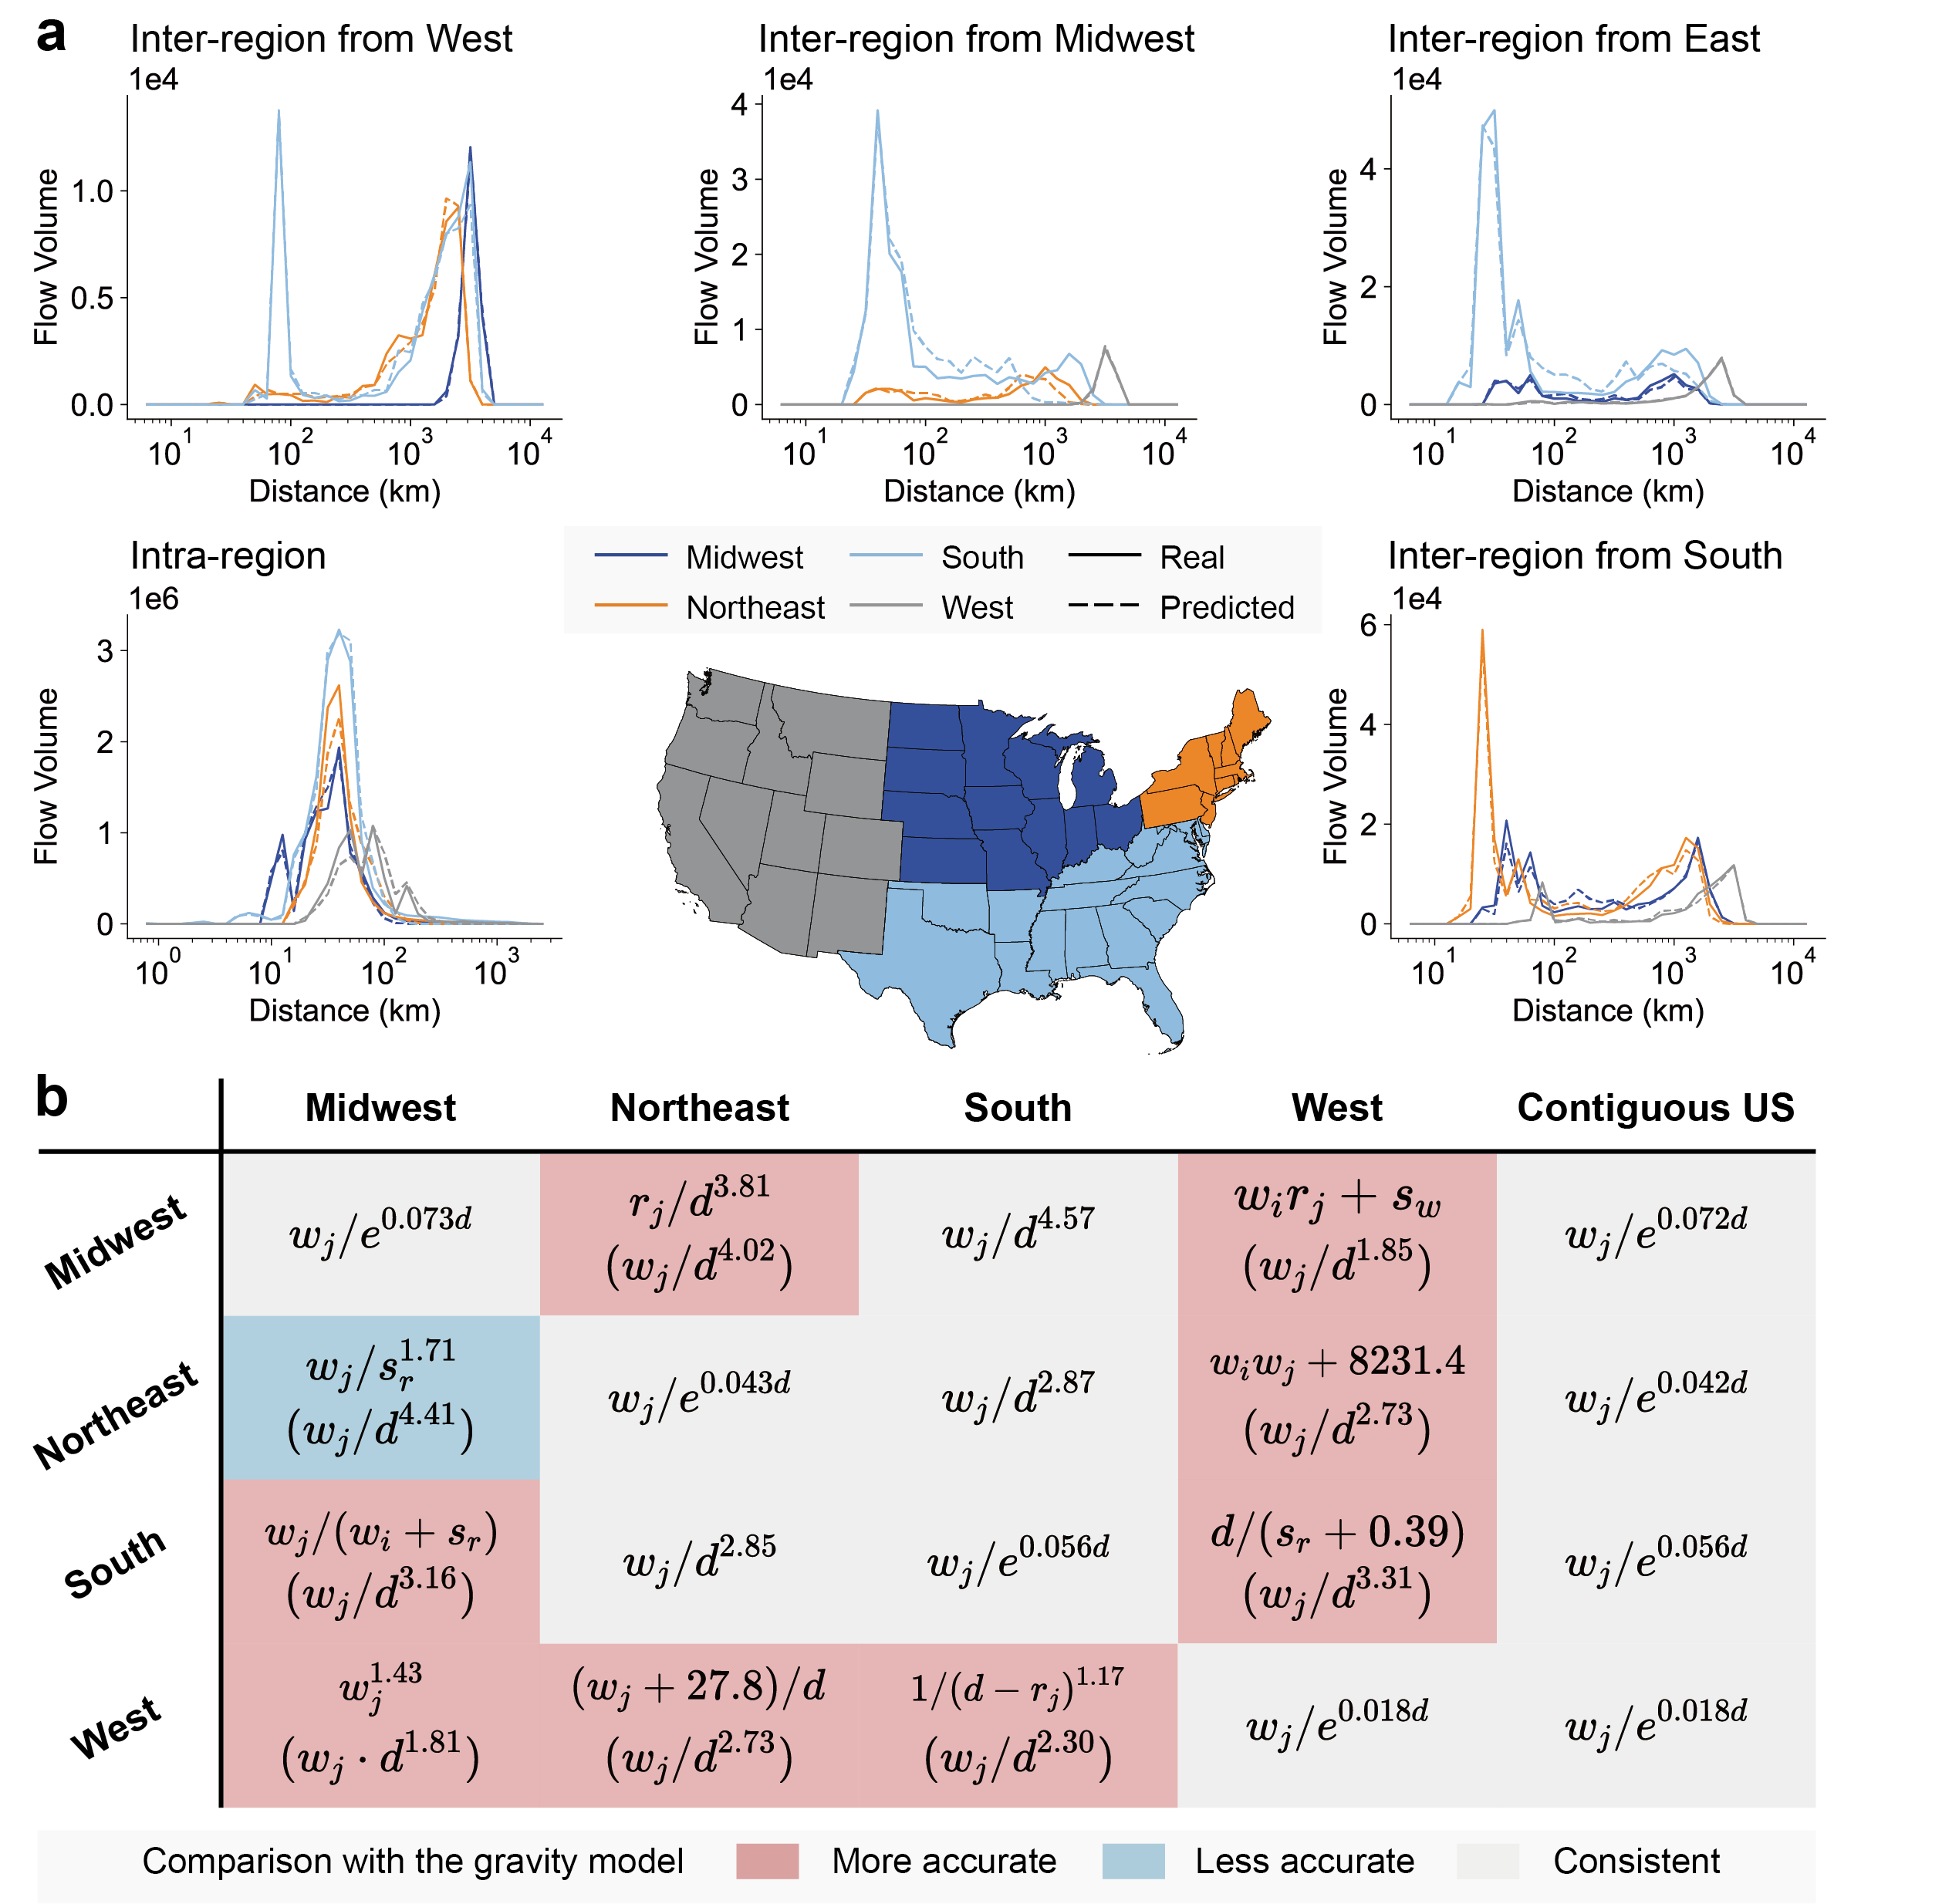 a
Inter-region from West
1e4
Flow Volume
1.0
0.5
0.0
10^1 10^2 10^3 10^4
Distance (km)
Inter-region from Midwest
1e4
Flow Volume
4
3
2
1
0
10^1 10^2 10^3 10^4
Distance (km)
Inter-region from East
1e4
Flow Volume
4
2
0
10^1 10^2 10^3 10^4
Distance (km)
Intra-region
1e6
Flow Volume
3
2
1
0
10^0 10^1 10^2 10^3
Distance (km)
Midwest South Real
Northeast West Predicted
Inter-region from South
1e4
Flow Volume
6
4
2
0
10^1 10^2 10^3 10^4
Distance (km)
b
Midwest Northeast South West Contiguous US
Midwest
w_j/e^{0.073d}
r_j/d^{3.81}
(w_j/d^{4.02})
w_j/d^{4.57}
w_i r_j + s_w
(w_j/d^{1.85})
w_j/e^{0.072d}
Northeast
w_j/s_r^{1.71}
(w_j/d^{4.41})
w_j/e^{0.043d}
w_j/d^{2.87}
w_i w_j + 8231.4
(w_j/d^{2.73})
w_j/e^{0.042d}
South
w_j/(w_i + s_r)
(w_j/d^{3.16})
w_j/d^{2.85}
w_j/e^{0.056d}
d/(s_r + 0.39)
(w_j/d^{3.31})
w_j/e^{0.056d}
West
w_j^{1.43}
(w_j · d^{1.81})
(w_j + 27.8)/d
(w_j/d^{2.73})
1/(d − r_j)^{1.17}
(w_j/d^{2.30})
w_j/e^{0.018d}
w_j/e^{0.018d}
Comparison with the gravity model More accurate Less accurate Consistent